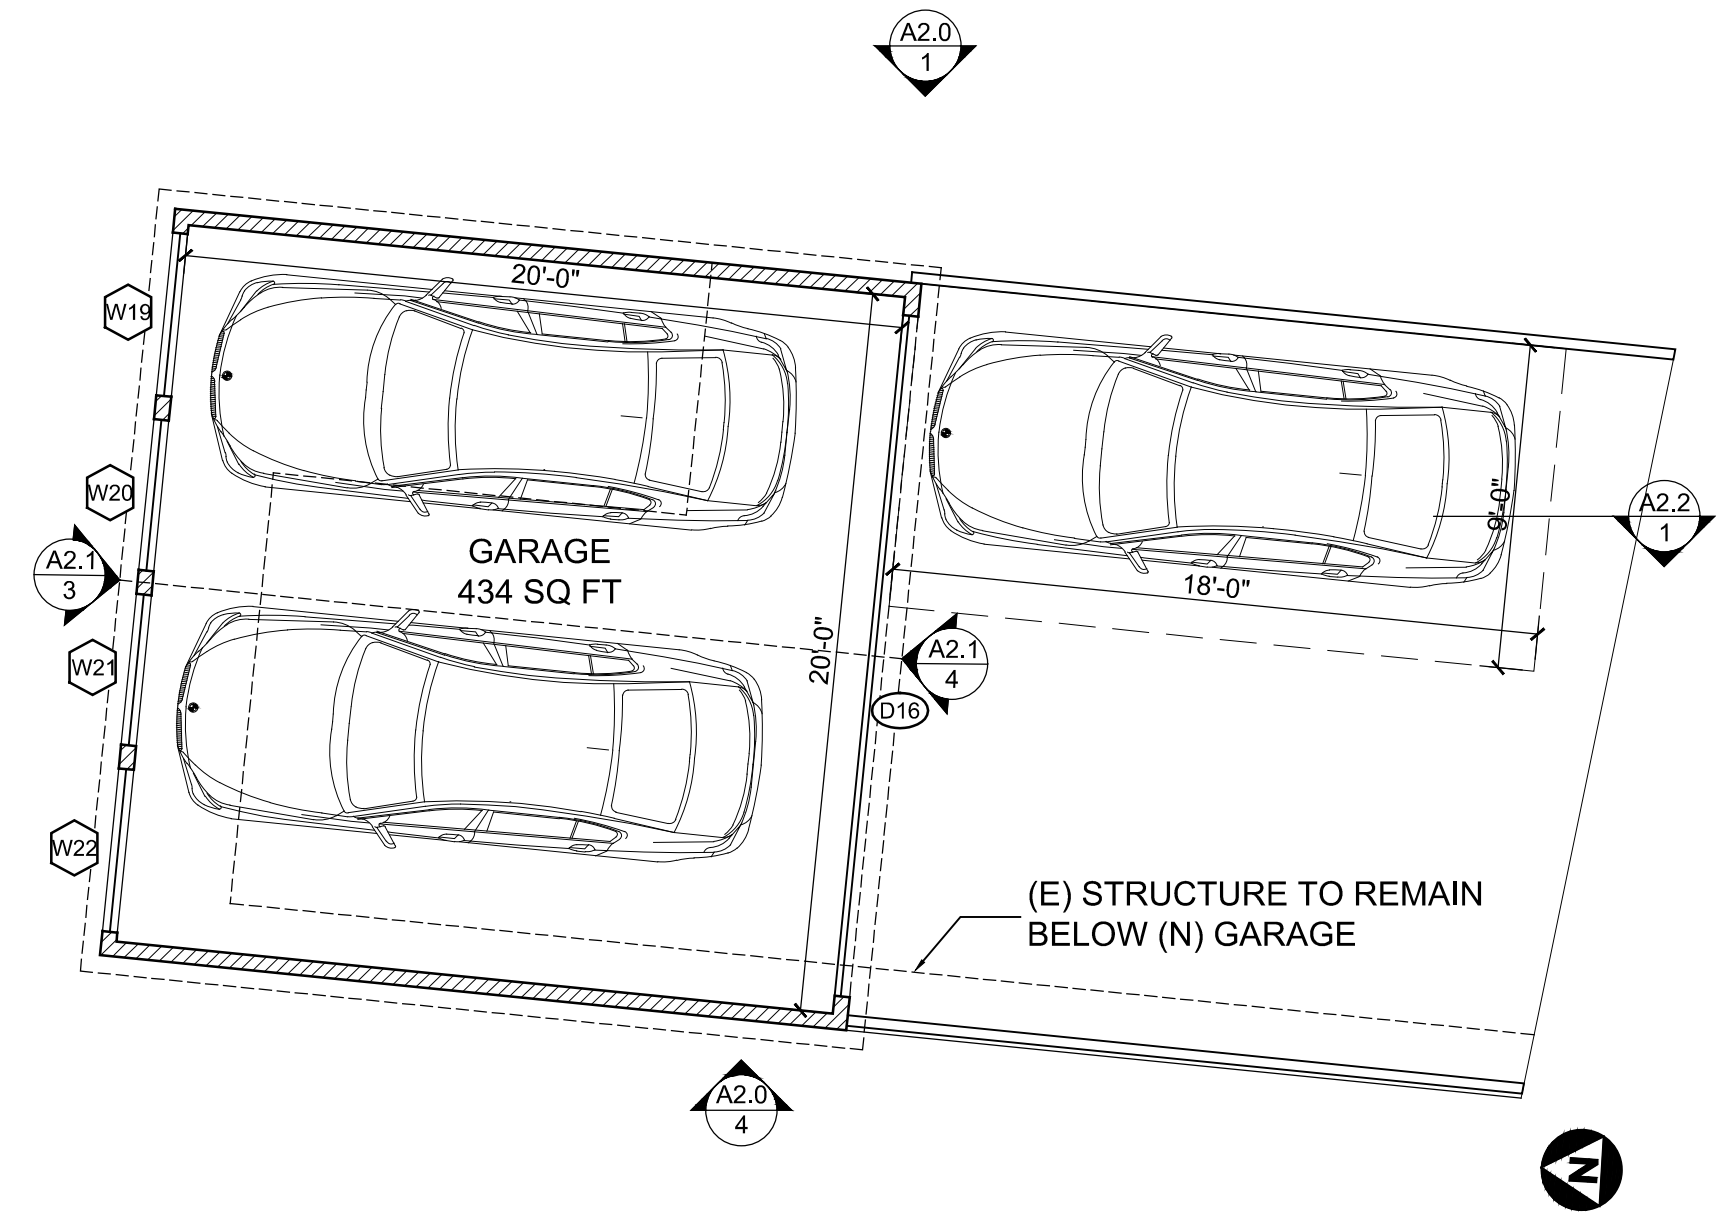 A2.0
1
20'-0"
W19
W20
A2.2
1
9'-0"
A2.1
3
GARAGE
434 SQ FT
18'-0"
20'-0"
A2.1
4
W21
D16
W22
(E) STRUCTURE TO REMAIN
BELOW (N) GARAGE
A2.0
4
N